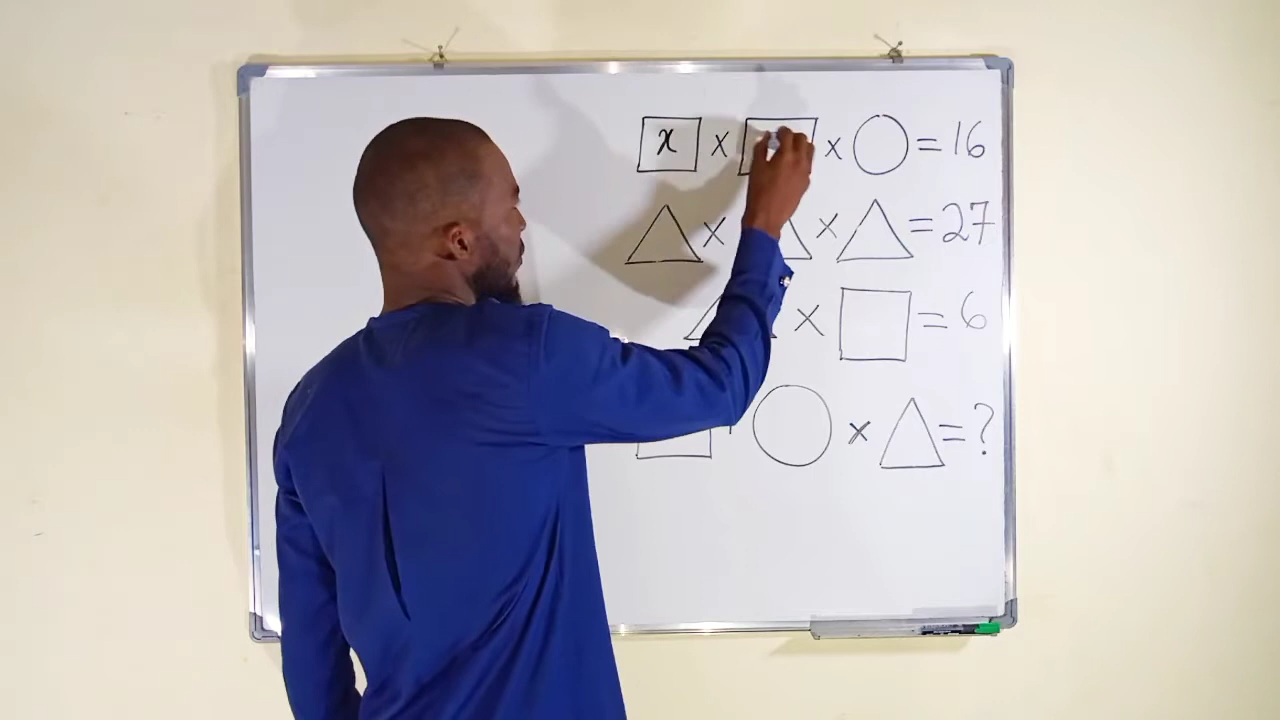 x × × ○ = 16
△ × × △ = 27
× □ = 6
○ × △ = ?